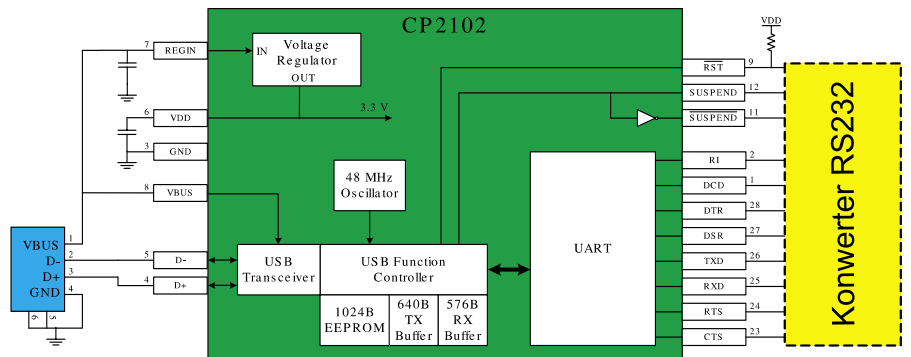 CP2102
7 REGIN
IN Voltage Regulator
OUT
3.3 V
6 VDD
3 GND
8 VBUS
48 MHz
Oscillator
VBUS 1
D- 2
D+ 3
GND 4
6 5
5 D-
4 D+
USB
Transceiver
USB Function
Controller
1024B
EEPROM
640B
TX
Buffer
576B
RX
Buffer
UART
VDD
RST 9
SUSPEND 12
SUSPEND 11
RI 2
DCD 1
DTR 28
DSR 27
TXD 26
RXD 25
RTS 24
CTS 23
Konwerter RS232